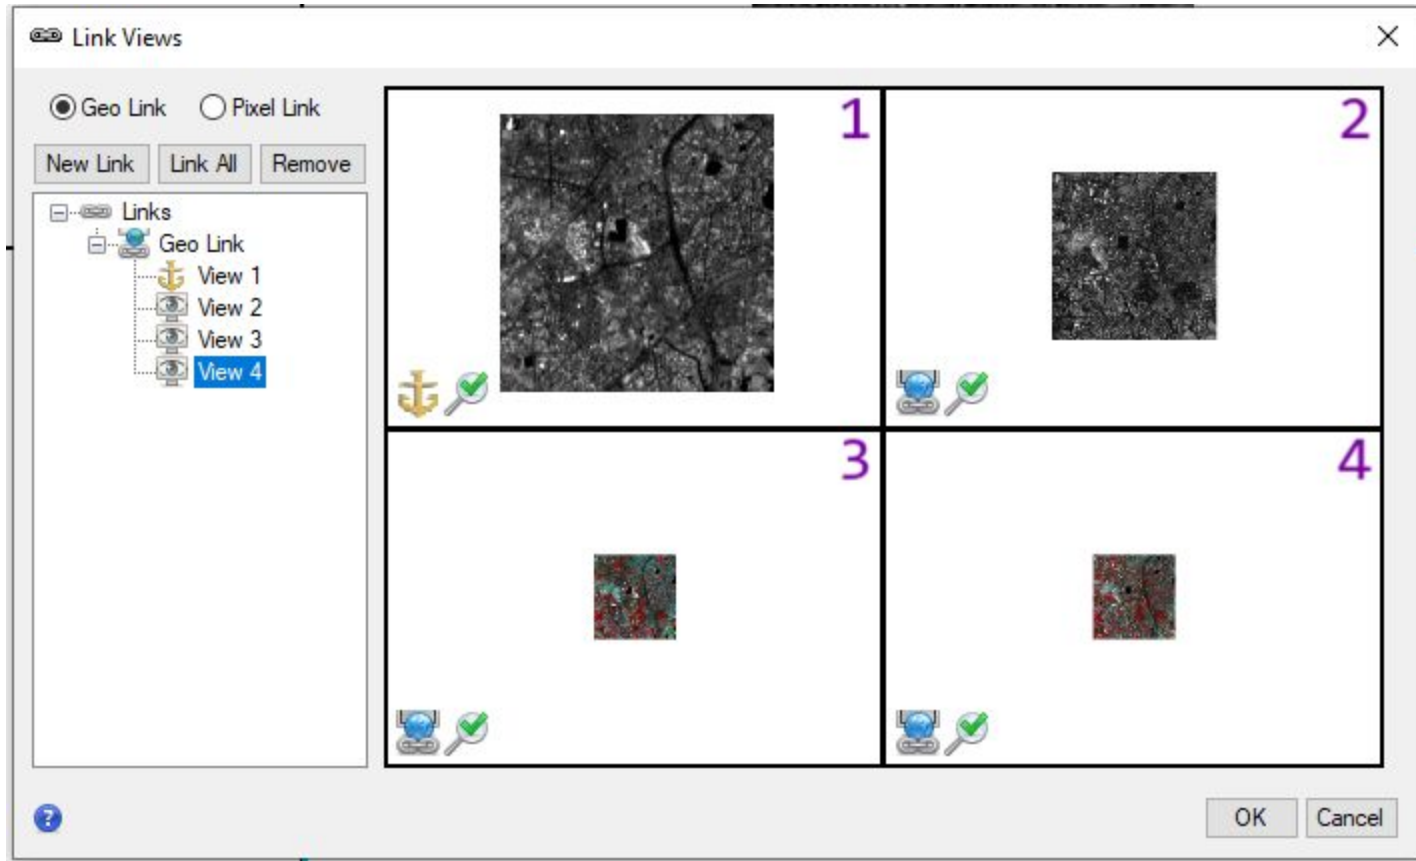 Link Views
Geo Link Pixel Link
New Link Link All Remove
Links
Geo Link
View 1
View 2
View 3
View 4
1
2
3
4
?
OK Cancel